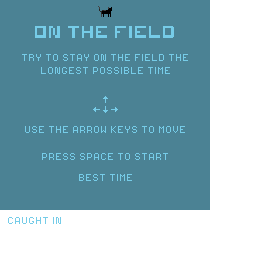 ON THE FIELD
TRY TO STAY ON THE FIELD THE
LONGEST POSSIBLE TIME
USE THE ARROW KEYS TO MOVE
PRESS SPACE TO START
BEST TIME
CAUGHT IN